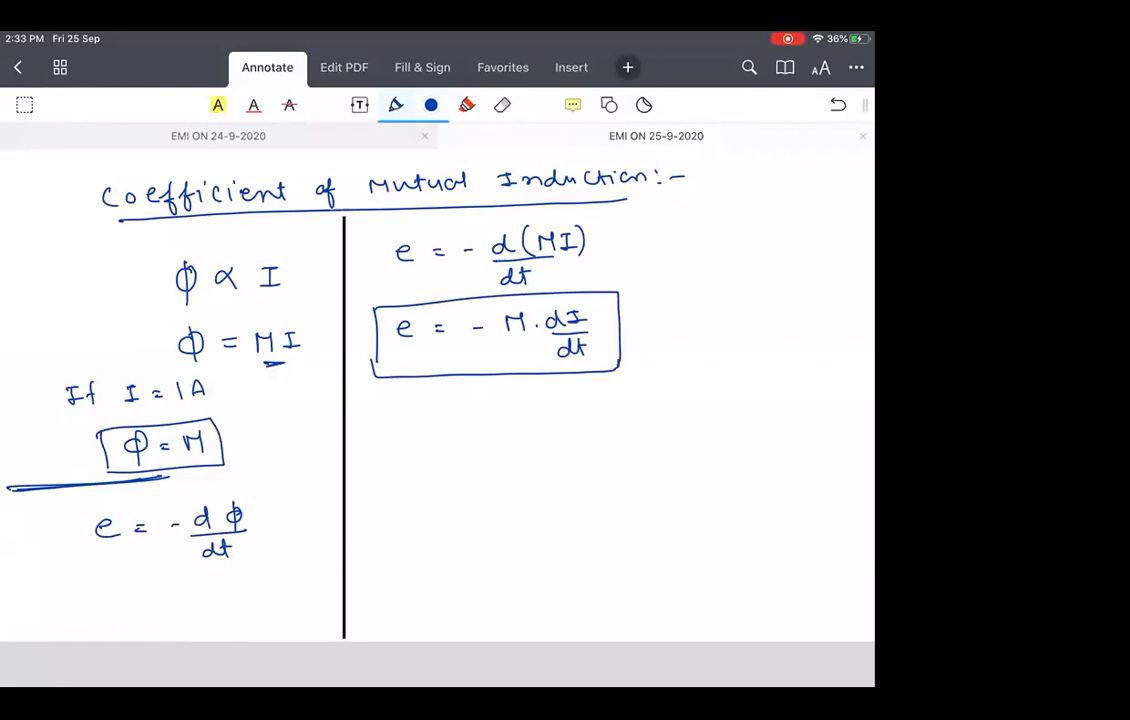 2:33 PM Fri 25 Sep
36%
Annotate Edit PDF Fill & Sign Favorites Insert +
AA
A A A T
EMI ON 24-9-2020 ×
EMI ON 25-9-2020 ×
Coefficient of Mutual Induction:-
ϕ ∝ I
ϕ = MI
If I = 1A
ϕ = M
e = - dϕ/dt
e = - d(MI)/dt
e = - M. dI/dt